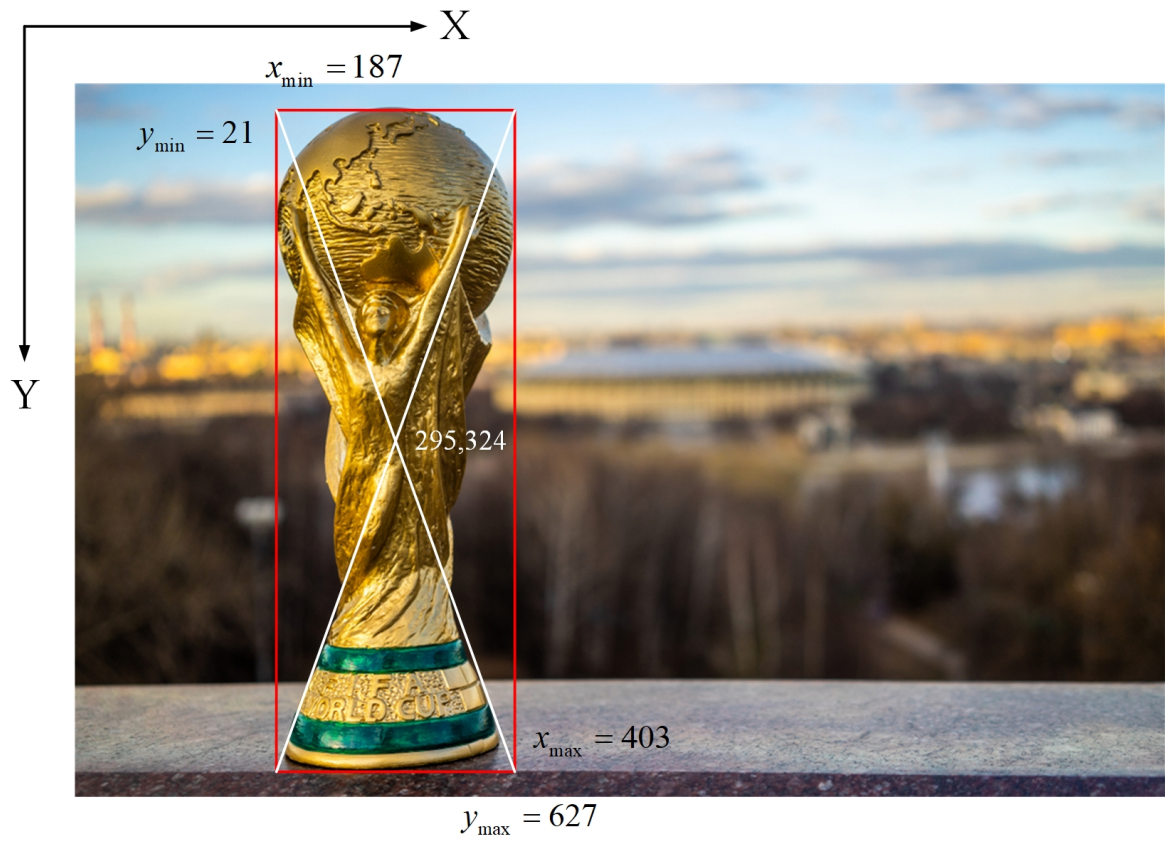 X
x_min = 187
y_min = 21
Y
295,324
FIFA
WORLD CUP
x_max = 403
y_max = 627